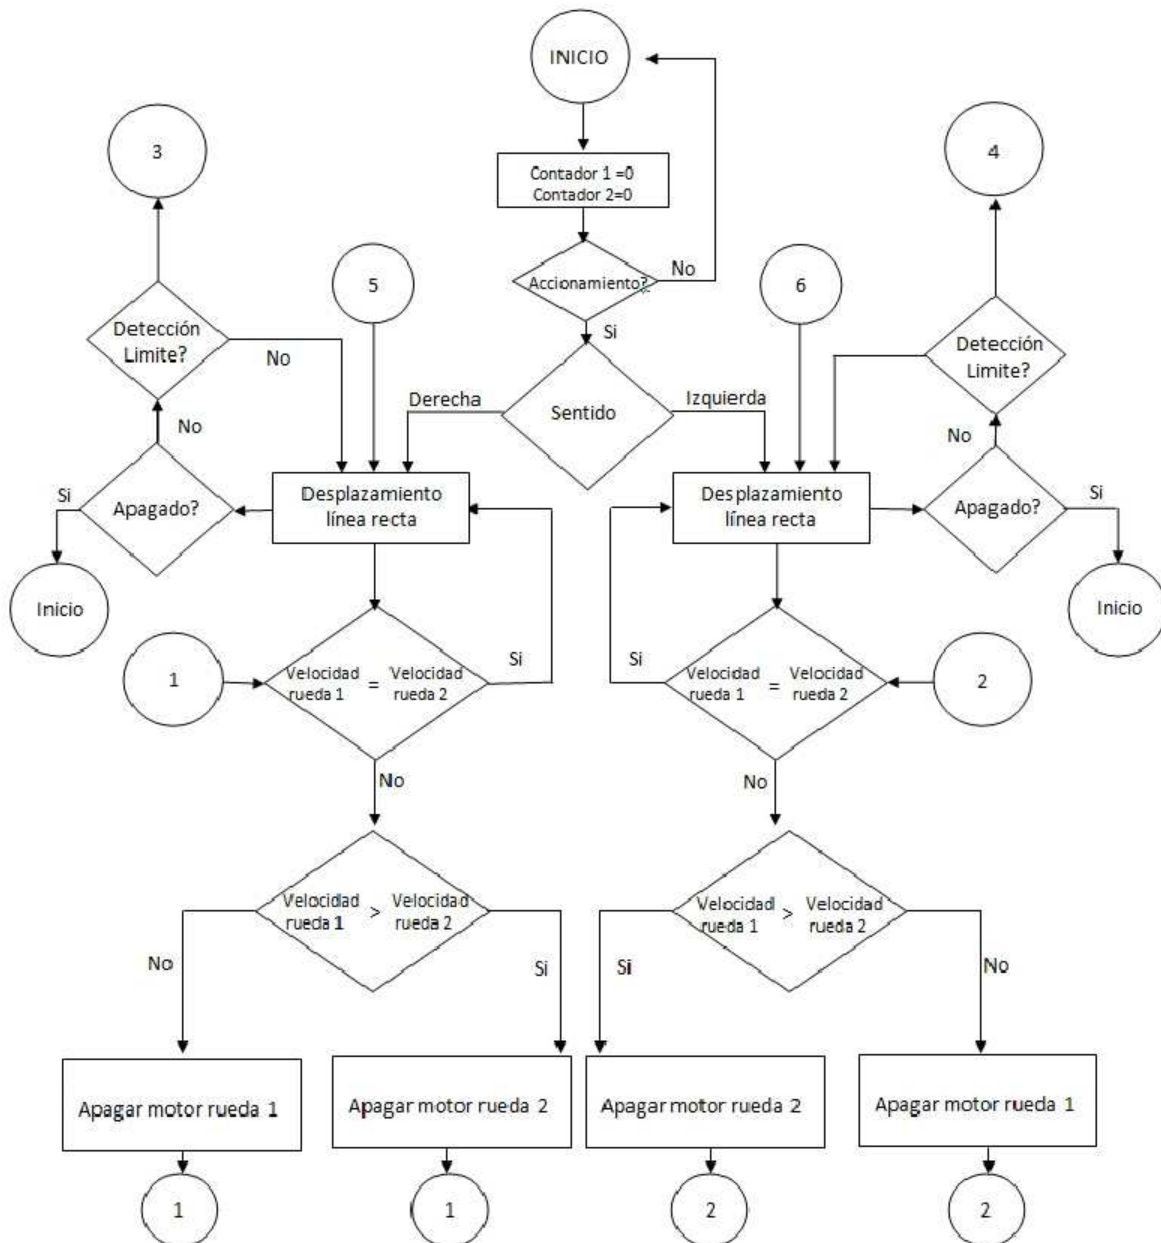 INICIO
3
4
Contador 1 =0
Contador 2=0
5
Accionamiento?
No
6
Detección
Limite?
No
Si
Detección
Limite?
Derecha
Sentido
Izquierda
No
No
Si
Apagado?
Desplazamiento
línea recta
Desplazamiento
línea recta
Apagado?
Si
Inicio
Inicio
1
Velocidad
rueda 1
=
Velocidad
rueda 2
Si
Si
Velocidad
rueda 1
=
Velocidad
rueda 2
2
No
No
Velocidad
rueda 1
>
Velocidad
rueda 2
Velocidad
rueda 1
>
Velocidad
rueda 2
No
Si
Si
No
Apagar motor rueda 1
Apagar motor rueda 2
Apagar motor rueda 2
Apagar motor rueda 1
1
1
2
2